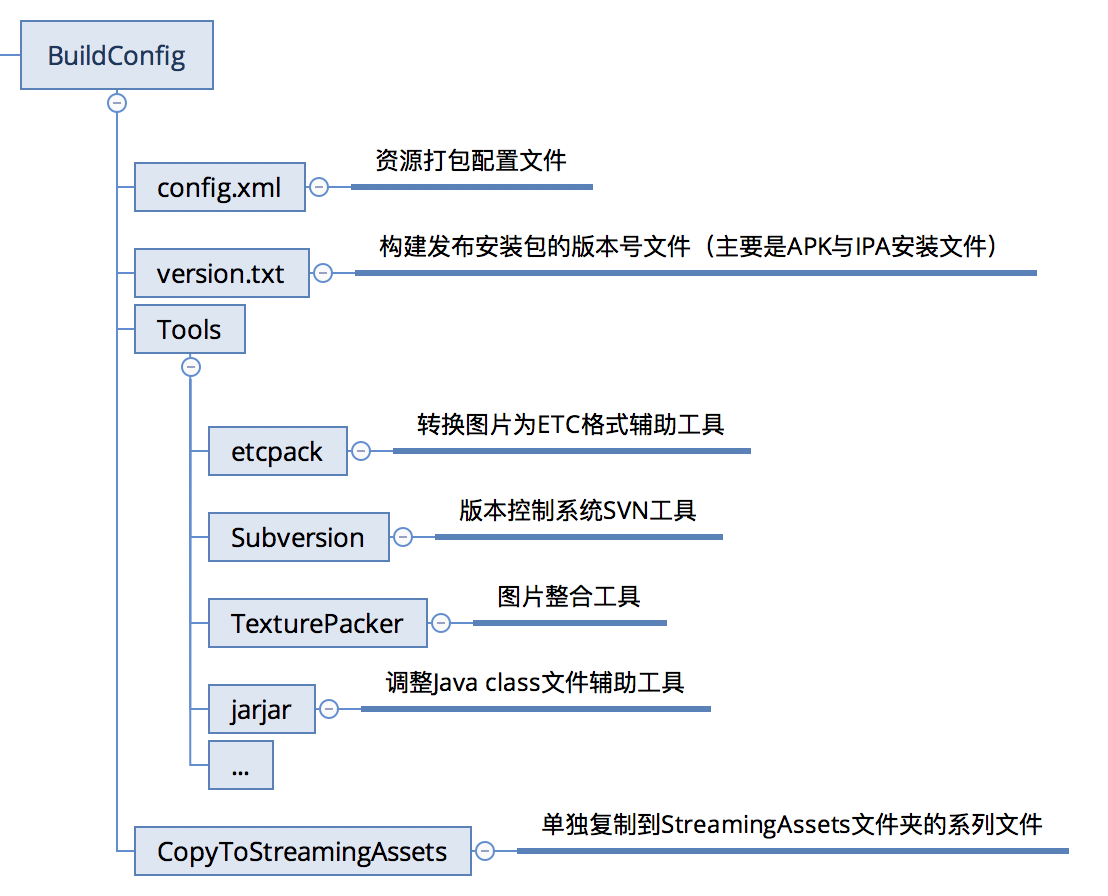 BuildConfig
资源打包配置文件
config.xml
构建发布安装包的版本号文件（主要是APK与IPA安装文件）
version.txt
Tools
转换图片为ETC格式辅助工具
etcpack
版本控制系统SVN工具
Subversion
图片整合工具
TexturePacker
调整Java class文件辅助工具
jarjar
...
单独复制到StreamingAssets文件夹的系列文件
CopyToStreamingAssets